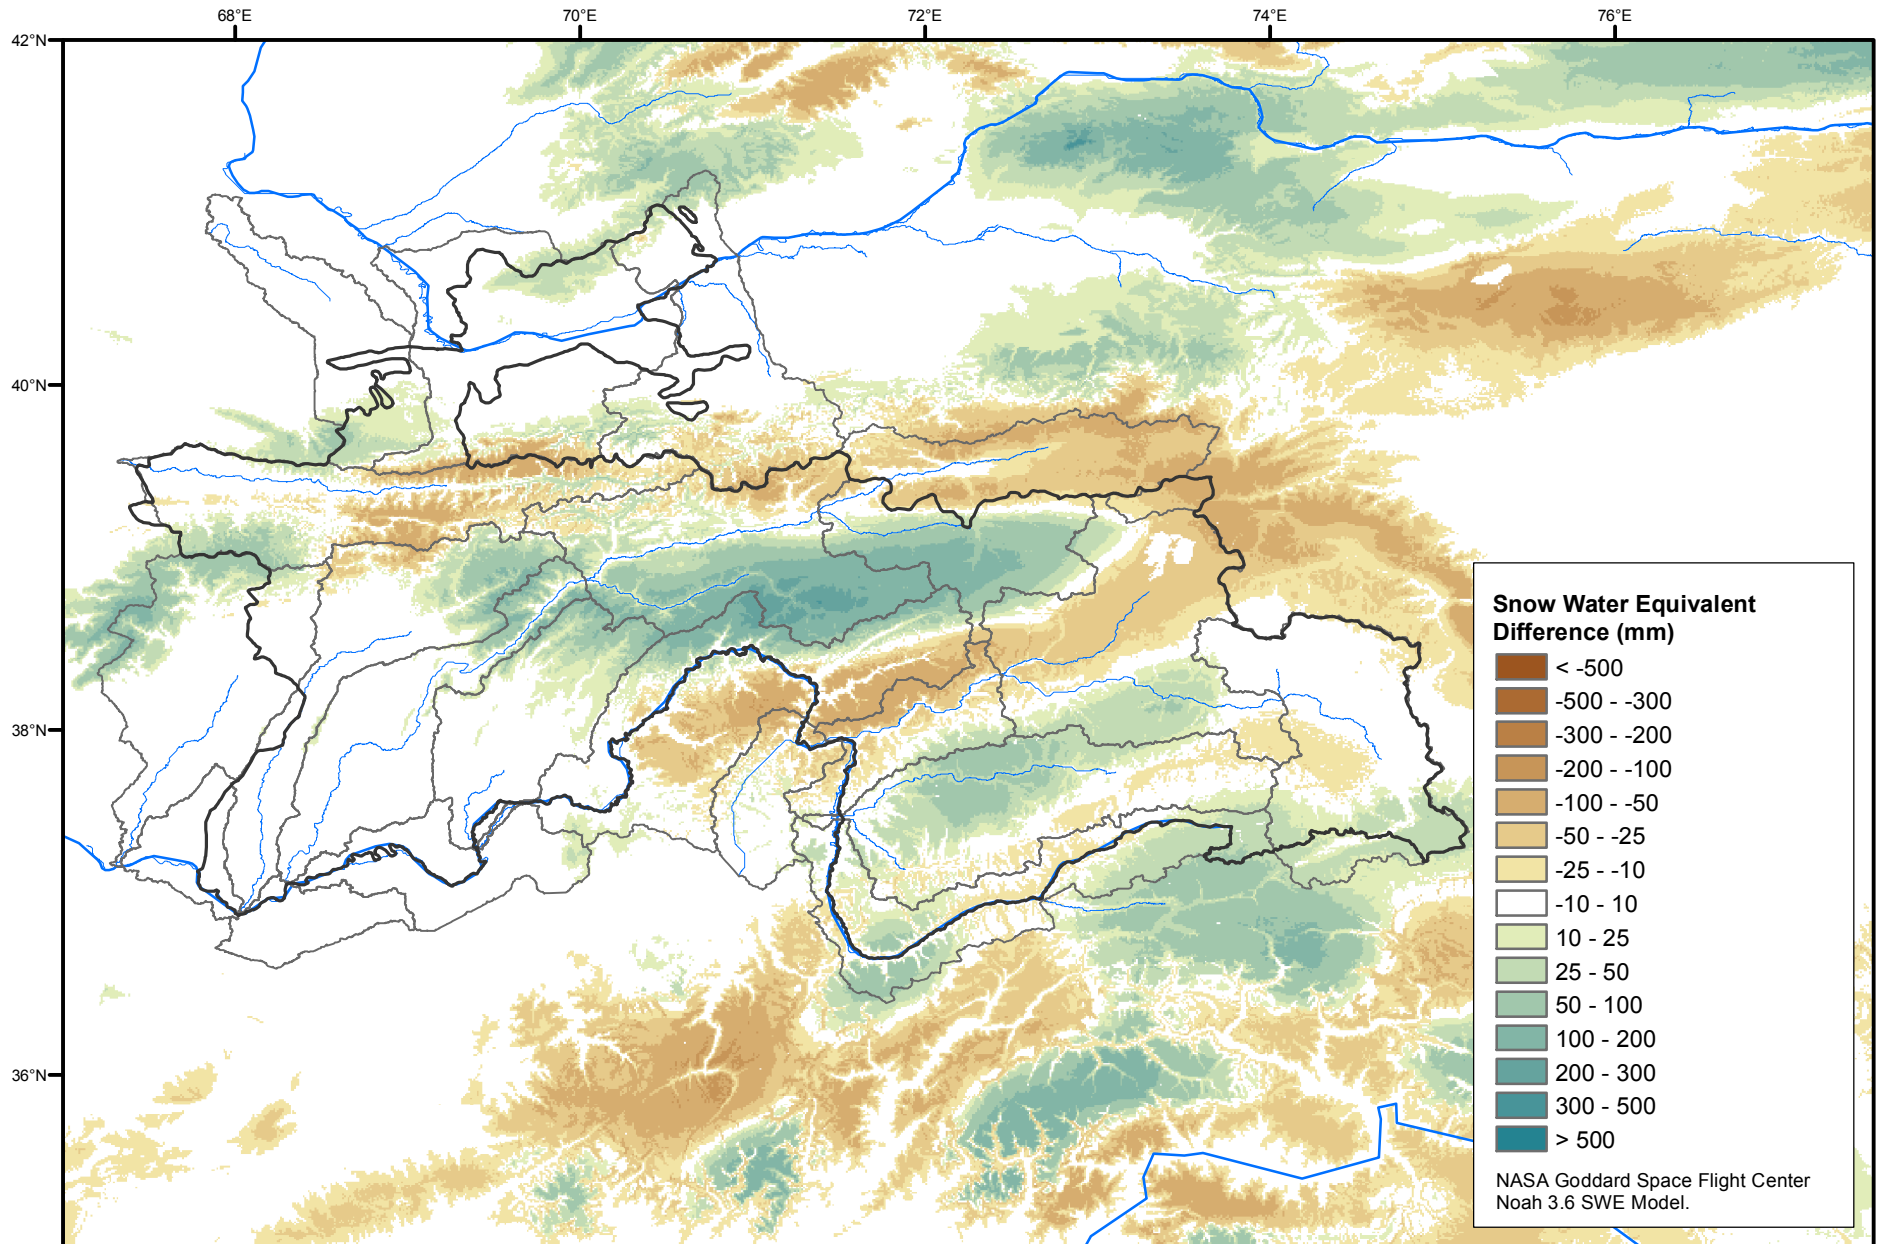 68°E
70°E
72°E
74°E
76°E
42°N
40°N
38°N
36°N
Snow Water Equivalent
Difference (mm)
< -500
-500 - -300
-300 - -200
-200 - -100
-100 - -50
-50 - -25
-25 - -10
-10 - 10
10 - 25
25 - 50
50 - 100
100 - 200
200 - 300
300 - 500
> 500
NASA Goddard Space Flight Center
Noah 3.6 SWE Model.